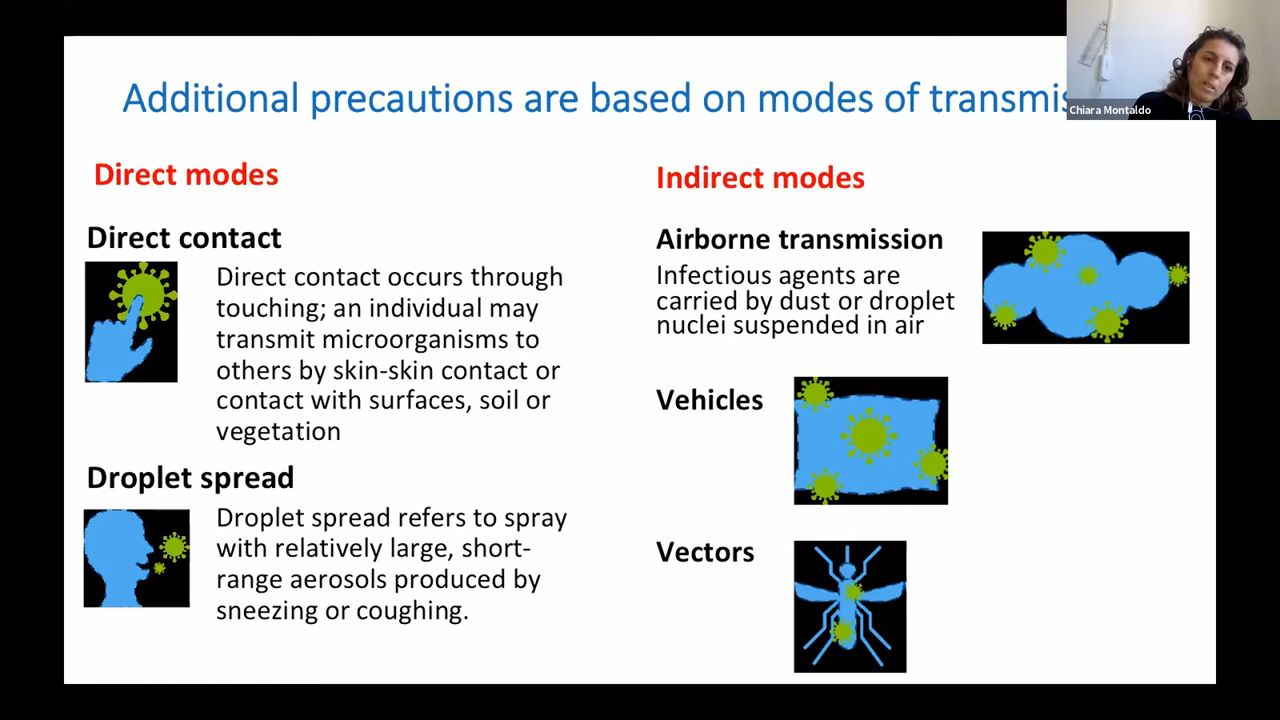 Additional precautions are based on modes of
Chiara Montaldo
Direct modes
Direct contact
Direct contact occurs through
touching; an individual may
transmit microorganisms to
others by skin-skin contact or
contact with surfaces, soil or
vegetation
Droplet spread
Droplet spread refers to spray
with relatively large, short-
range aerosols produced by
sneezing or coughing.
Indirect modes
Airborne transmission
Infectious agents are
carried by dust or droplet
nuclei suspended in air
Vehicles
Vectors